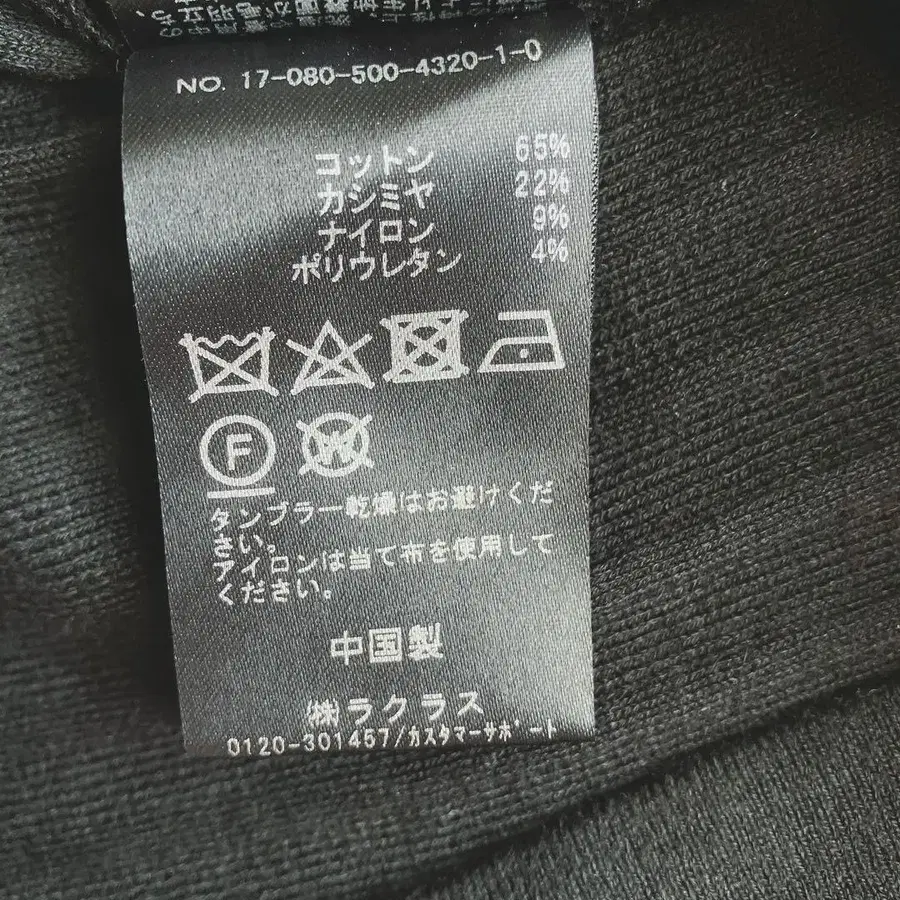 NO. 17-080-500-4320-1-0
コットン 65%
カシミヤ 22%
ナイロン 9%
ポリウレタン 4%
F
W
タンブラー乾燥はお避けくだ
さい。
アイロンは当て布を使用して
ください。
中国製
㈱ラクラス
0120-301457/カスタマーサポート